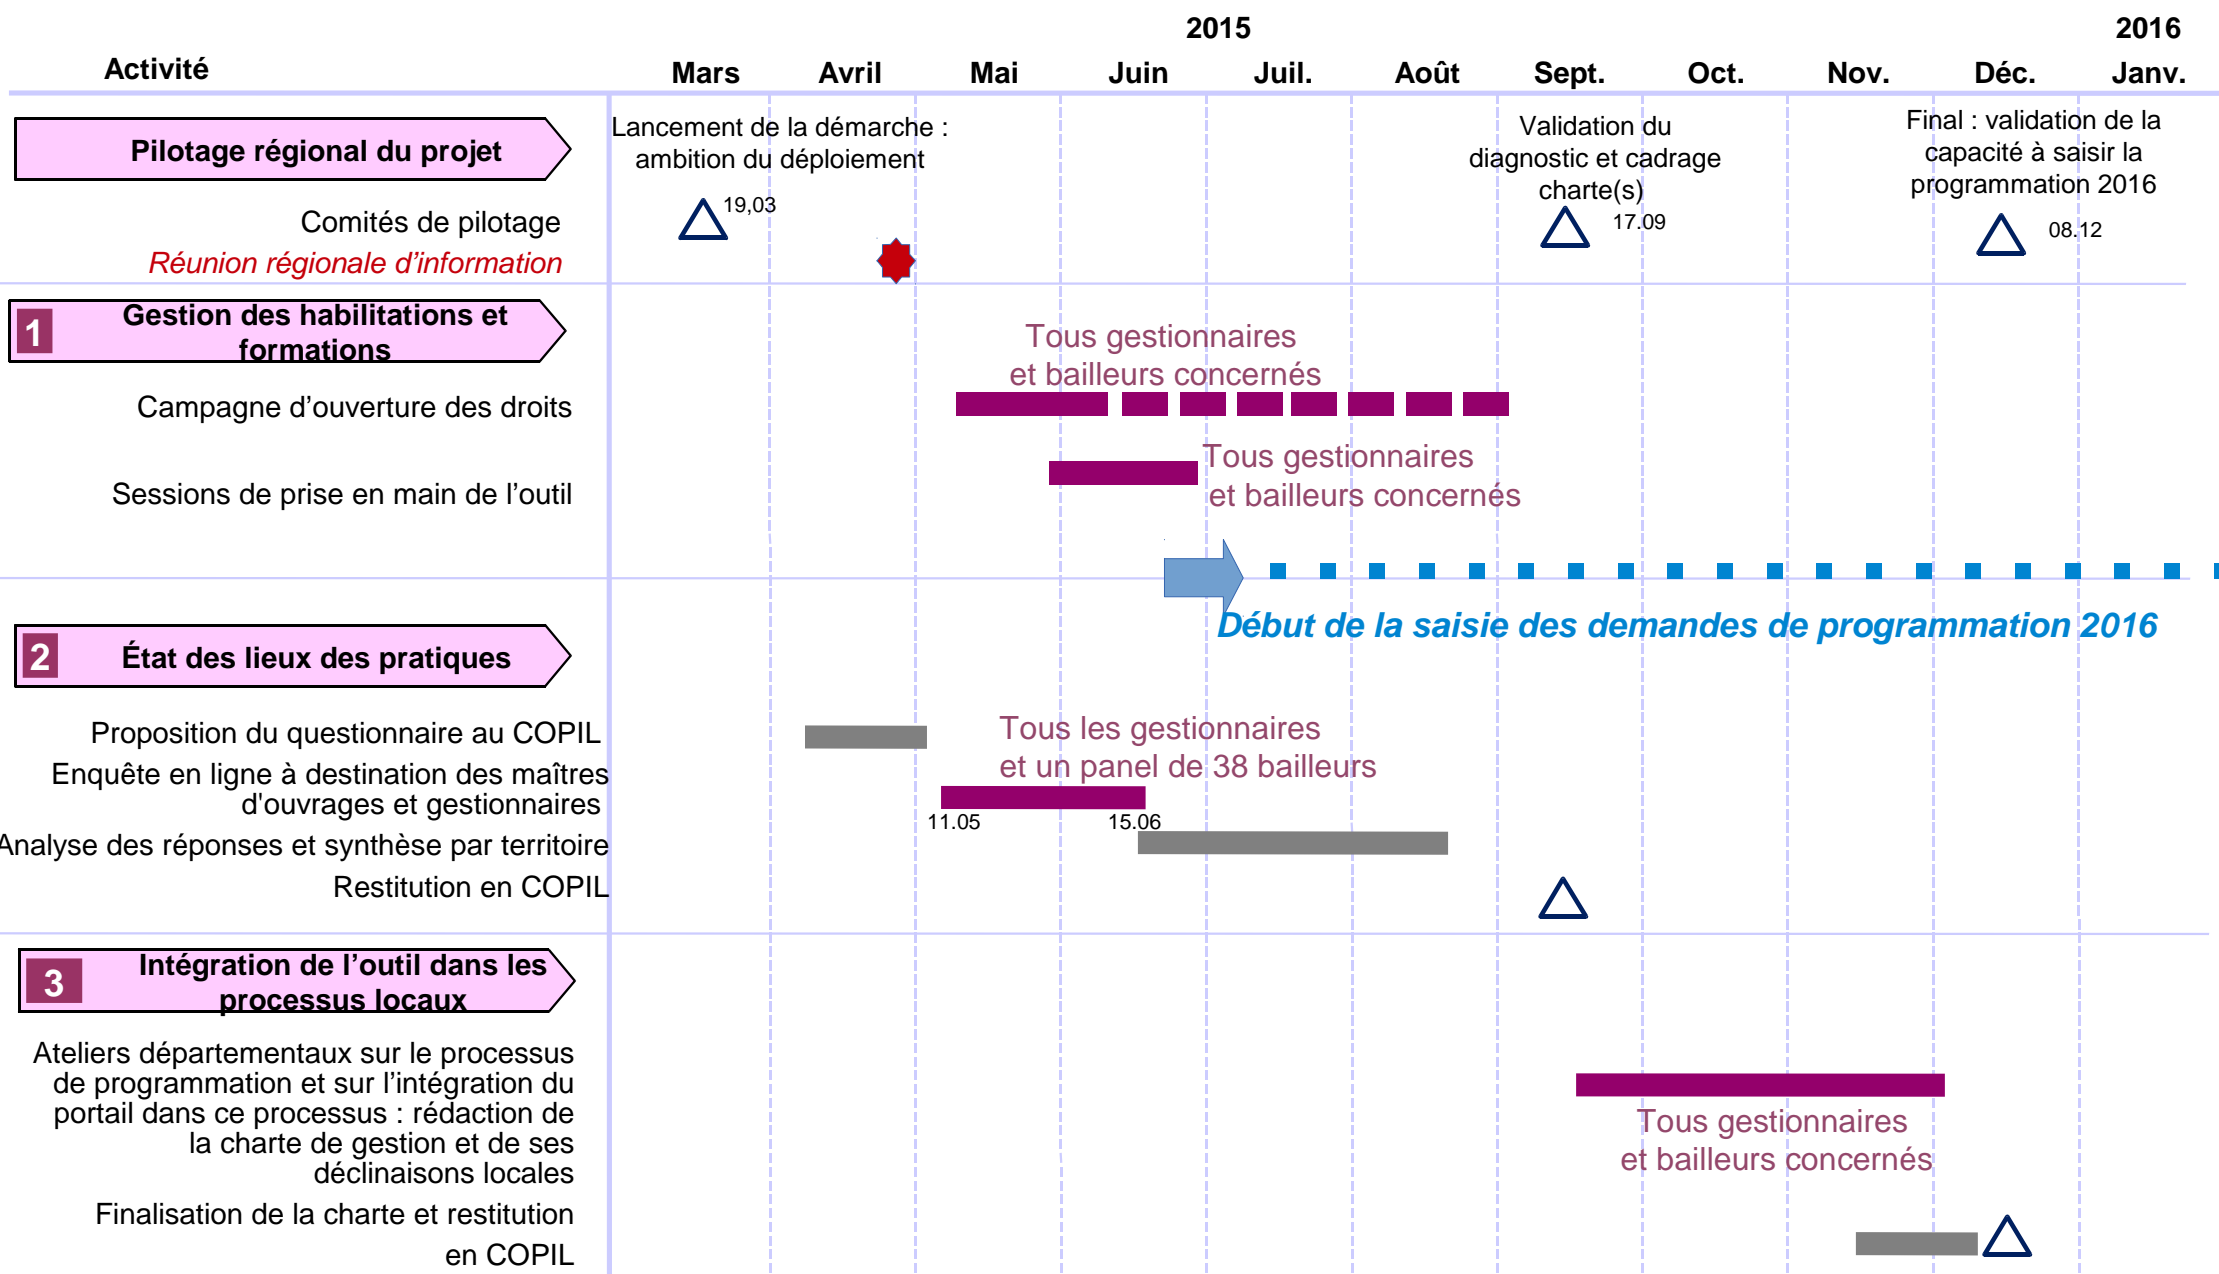 2015
2016
Activité
Mars
Avril
Mai
Juin
Juil.
Août
Sept.
Oct.
Nov.
Déc.
Janv.
Pilotage régional du projet
Lancement de la démarche :
ambition du déploiement
Validation du
diagnostic et cadrage
charte(s)
Final : validation de la
capacité à saisir la
programmation 2016
Comités de pilotage
19,03
17.09
08.12
Réunion régionale d’information
1
Gestion des habilitations et
formations
Tous gestionnaires
et bailleurs concernés
Campagne d’ouverture des droits
Tous gestionnaires
et bailleurs concernés
Sessions de prise en main de l’outil
Début de la saisie des demandes de programmation 2016
2
État des lieux des pratiques
Proposition du questionnaire au COPIL
Tous les gestionnaires
et un panel de 38 bailleurs
Enquête en ligne à destination des maîtres
d'ouvrages et gestionnaires
11.05
15.06
Analyse des réponses et synthèse par territoire
Restitution en COPIL
3
Intégration de l’outil dans les
processus locaux
Ateliers départementaux sur le processus
de programmation et sur l’intégration du
portail dans ce processus : rédaction de
la charte de gestion et de ses
déclinaisons locales
Tous gestionnaires
et bailleurs concernés
Finalisation de la charte et restitution
en COPIL